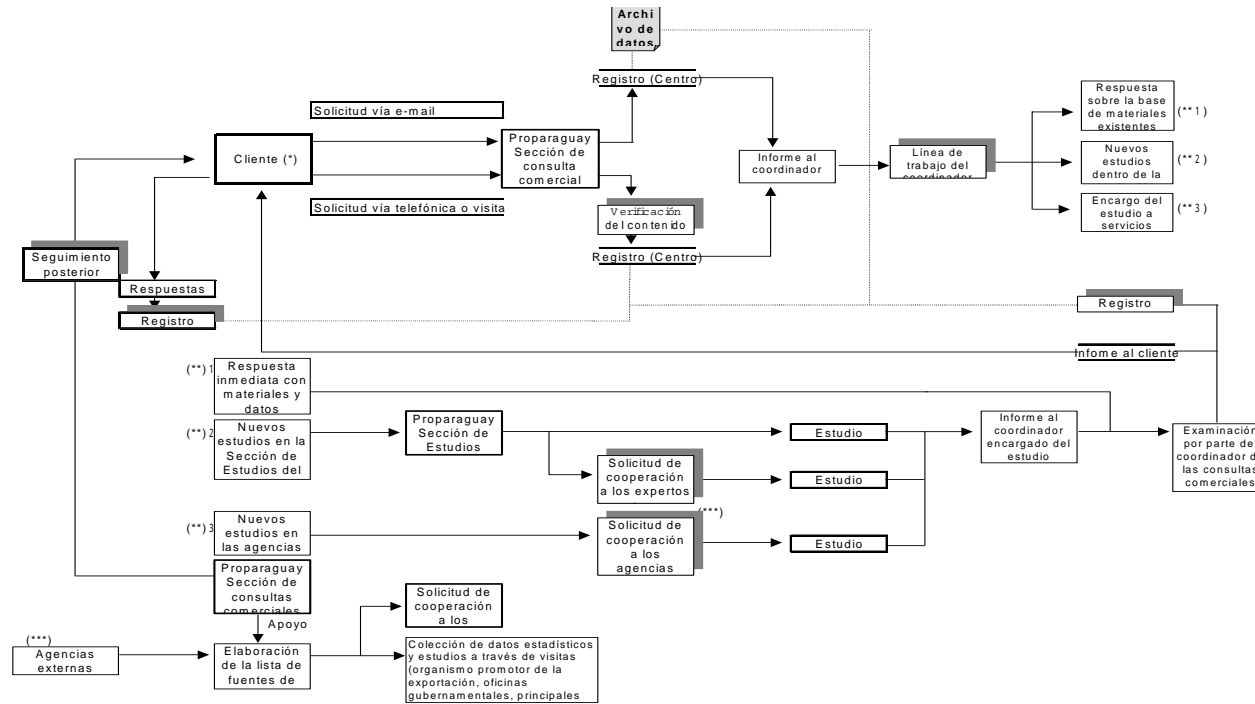 Archi
vo de
datos
Registro (Centro)
Solicitud vía e-mail
Cliente (*)
Proparaguay
Sección de
consulta
comercial
Solicitud vía telefónica o visita
Verificación
del contenido
Registro (Centro)
Informe al
coordinador
Línea de
trabajo del
coordinador
Respuesta
sobre la base
de materiales
existentes
(**1)
Nuevos
estudios
dentro de la
(**2)
Encargo del
estudio a
servicios
(**3)
Seguimiento
posterior
Respuestas
Registro
Registro
Infome al cliente
(**)1
Respuesta
inmediata con
materiales y
datos
(**)2
Nuevos
estudios en la
Sección de
Estudios del
Proparaguay
Sección de
Estudios
Estudio
Solicitud de
cooperación
a los expertos
Estudio
Informe al
coordinador
encargado del
estudio
Examinación
por parte de
coordinador d
las consultas
comerciales
(**)3
Nuevos
estudios en
las agencias
(***)
Solicitud de
cooperación
a los
agencias
Estudio
Proparaguay
Sección de
consultas
comerciales
Apoyo
Solicitud de
cooperación
a los
(***)
Agencias
externas
Elaboración
de la lista de
fuentes de
Colección de datos estadísticos
y estudios a través de visitas
(organismo promotor de la
exportación, oficinas
gubernamentales, principales